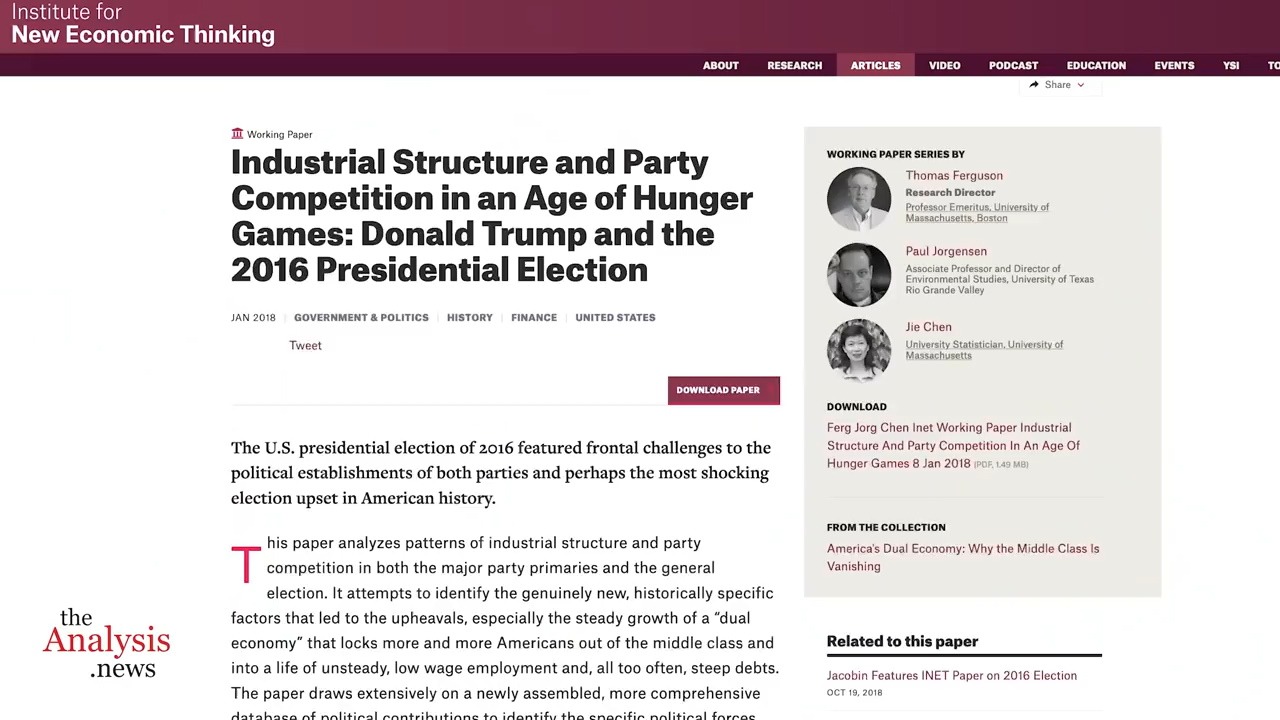 Institute for
New Economic Thinking
ABOUT RESEARCH ARTICLES VIDEO PODCAST EDUCATION EVENTS YSI TO
Share
Working Paper
Industrial Structure and Party
Competition in an Age of Hunger
Games: Donald Trump and the
2016 Presidential Election
JAN 2018 GOVERNMENT & POLITICS HISTORY FINANCE UNITED STATES
Tweet
DOWNLOAD PAPER
The U.S. presidential election of 2016 featured frontal challenges to the
political establishments of both parties and perhaps the most shocking
election upset in American history.
This paper analyzes patterns of industrial structure and party
competition in both the major party primaries and the general
election. It attempts to identify the genuinely new, historically specific
factors that led to the upheavals, especially the steady growth of a “dual
economy” that locks more and more Americans out of the middle class and
into a life of unsteady, low wage employment and, all too often, steep debts.
The paper draws extensively on a newly assembled, more comprehensive
database of political contributions to identify the specific political forces
WORKING PAPER SERIES BY
Thomas Ferguson
Research Director
Professor Emeritus, University of
Massachusetts, Boston
Paul Jorgensen
Associate Professor and Director of
Environmental Studies, University of Texas
Rio Grande Valley
Jie Chen
University Statistician, University of
Massachusetts
DOWNLOAD
Ferg Jorg Chen Inet Working Paper Industrial
Structure And Party Competition In An Age Of
Hunger Games 8 Jan 2018 (PDF, 1.49 MB)
FROM THE COLLECTION
America's Dual Economy: Why the Middle Class Is
Vanishing
Related to this paper
Jacobin Features INET Paper on 2016 Election
OCT 19, 2018
the
Analysis
.news